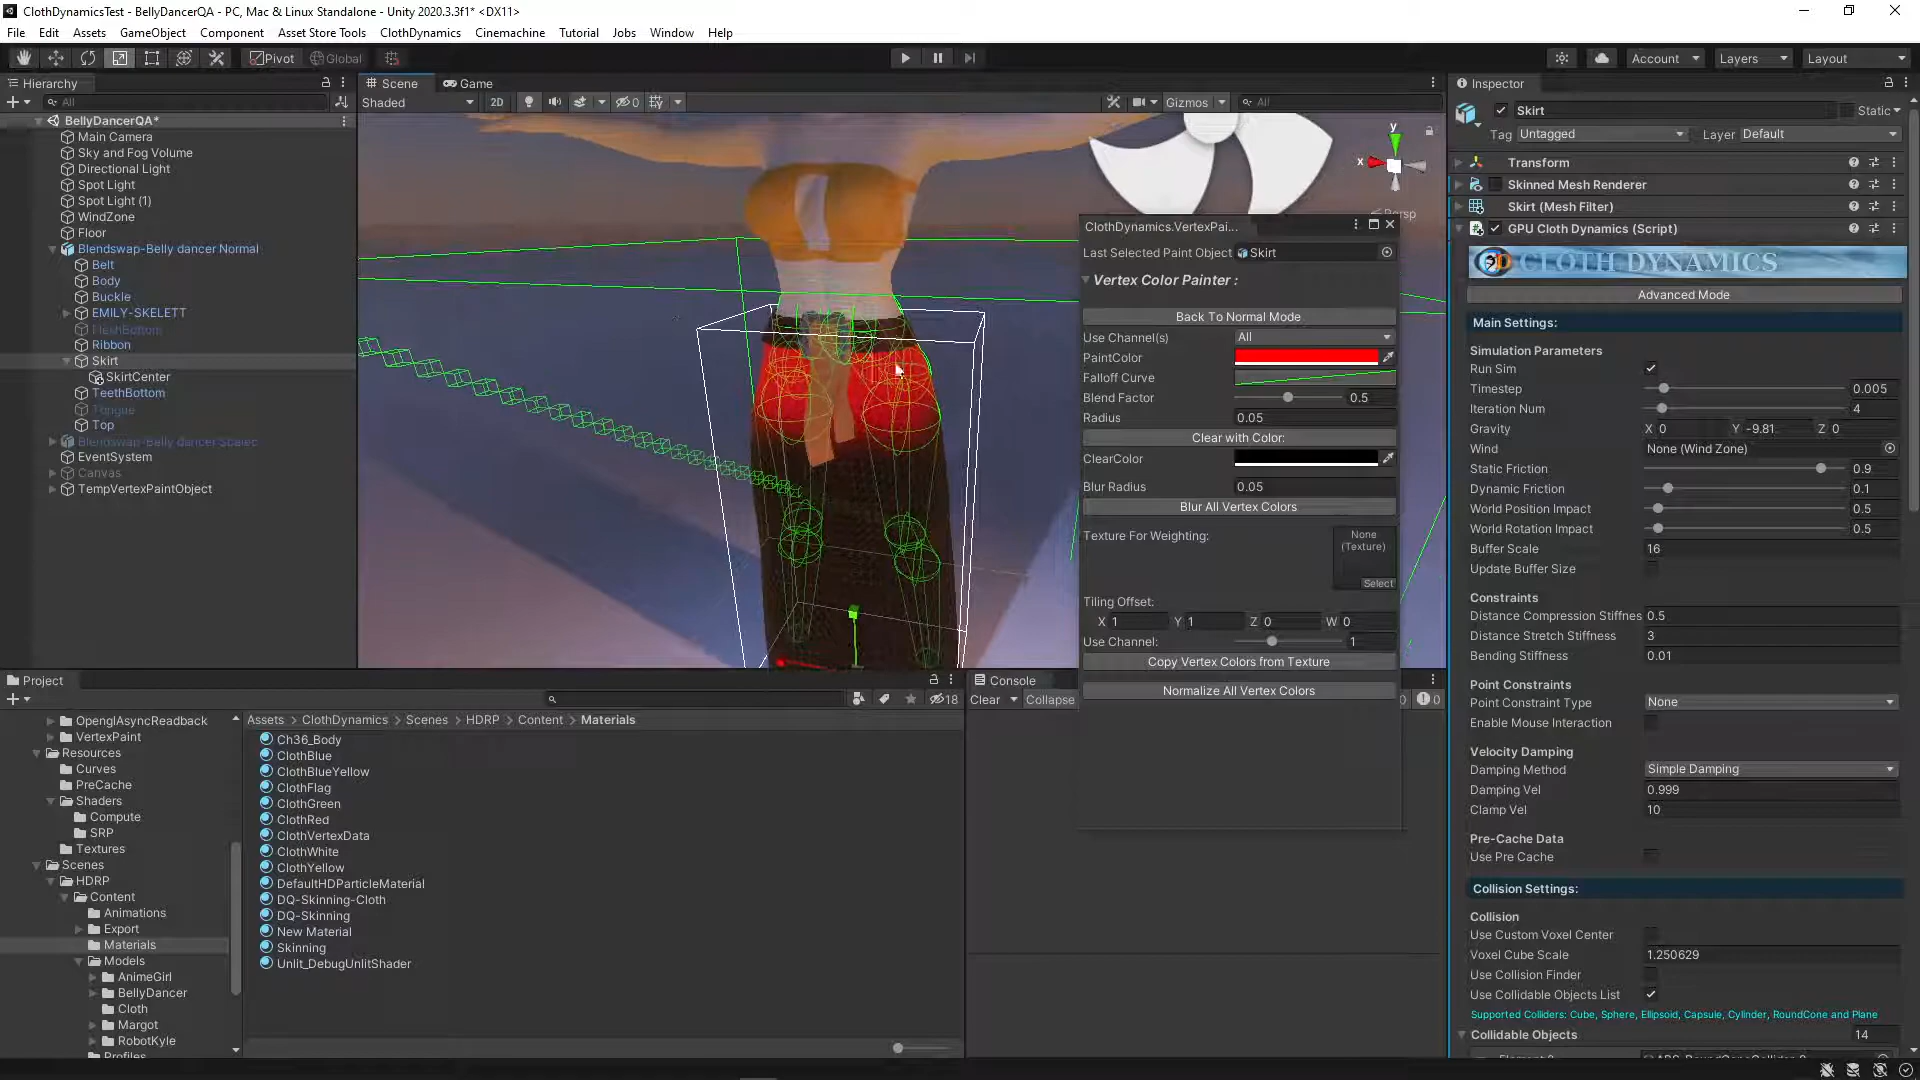 ClothDynamicsTest - BellyDancerQA - PC, Mac & Linux Standalone - Unity 2020.3.3f1* <DX11>
File Edit Assets GameObject Component Asset Store Tools ClothDynamics Cinemachine Tutorial Jobs Window Help
Pivot Global Account Layers Layout
Hierarchy
All
BellyDancerQA*
Main Camera
Sky and Fog Volume
Directional Light
Spot Light
Spot Light (1)
WindZone
Floor
Blendswap-Belly dancer Normal
Belt
Body
Buckle
EMILY-SKELETT
MeshBottom
Ribbon
Skirt
SkirtCenter
TeethBottom
Tongue
Top
Blendswap-Belly dancer Scaled
EventSystem
Canvas
TempVertexPaintObject
Scene Game
Shaded 2D 0 Gizmos All
y
x
Persp
ClothDynamics.VertexPai...
Last Selected Paint Object Skirt
Vertex Color Painter :
Back To Normal Mode
Use Channel(s) All
PaintColor
Falloff Curve
Blend Factor 0.5
Radius 0.05
Clear with Color:
ClearColor
Blur Radius 0.05
Blur All Vertex Colors
Texture For Weighting: None
(Texture)
Select
Tiling Offset:
X 1 Y 1 Z 0 W 0
Use Channel: 1
Copy Vertex Colors from Texture
Normalize All Vertex Colors
Inspector
Skirt Static
Tag Untagged Layer Default
Transform
Skinned Mesh Renderer
Skirt (Mesh Filter)
GPU Cloth Dynamics (Script)
CLOTH DYNAMICS
Advanced Mode
Main Settings:
Simulation Parameters
Run Sim
Timestep 0.005
Iteration Num 4
Gravity X 0 Y -9.81 Z 0
Wind None (Wind Zone)
Static Friction 0.9
Dynamic Friction 0.1
World Position Impact 0.5
World Rotation Impact 0.5
Buffer Scale 16
Update Buffer Size
Constraints
Distance Compression Stiffnes 0.5
Distance Stretch Stiffness 3
Bending Stiffness 0.01
Point Constraints
Point Constraint Type None
Enable Mouse Interaction
Velocity Damping
Damping Method Simple Damping
Damping Vel 0.999
Clamp Vel 10
Pre-Cache Data
Use Pre Cache
Collision Settings:
Collision
Use Custom Voxel Center
Voxel Cube Scale 1.250629
Use Collision Finder
Use Collidable Objects List
Supported Colliders: Cube, Sphere, Ellipsoid, Capsule, Cylinder, RoundCone and Plane
Collidable Objects 14
Project
18
OpenglAsyncReadback
VertexPaint
Resources
Curves
PreCache
Shaders
Compute
SRP
Textures
Scenes
HDRP
Content
Animations
Export
Materials
Models
AnimeGirl
BellyDancer
Cloth
Margot
RobotKyle
Profiles
Assets > ClothDynamics > Scenes > HDRP > Content > Materials
Ch36_Body
ClothBlue
ClothBlueYellow
ClothFlag
ClothGreen
ClothRed
ClothVertexData
ClothWhite
ClothYellow
DefaultHDParticleMaterial
DQ-Skinning-Cloth
DQ-Skinning
New Material
Skinning
Unlit_DebugUnlitShader
Console
Clear Collapse 0